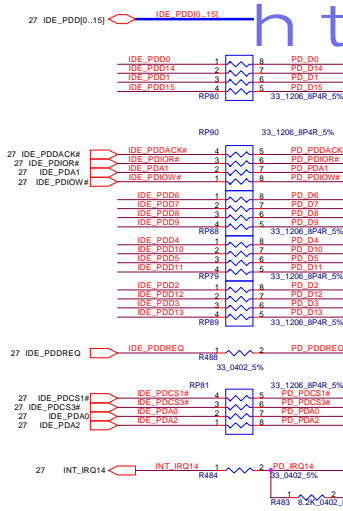 27 IDE_PDD[0..15] IDE_PDD[0..15]
h t
IDE_PDD0 1 8 PD_D0
IDE_PDD14 2 7 PD_D14
IDE_PDD1 3 6 PD_D1
IDE_PDD15 4 5 PD_D15
RP80 33_1206_8P4R_5%
RP90 33_1206_8P4R_5%
27 IDE_PDDACK# IDE_PDDACK# 4 5 PD_PDDACK
27 IDE_PDIOR# IDE_PDIOR# 3 6 PD_PDIOR#
27 IDE_PDA1 IDE_PDA1 2 7 PD_PDA1
27 IDE_PDIOW# IDE_PDIOW# 1 8 PD_PDIOW#
IDE_PDD6 1 8 PD_D6
IDE_PDD7 2 7 PD_D7
IDE_PDD8 3 6 PD_D8
IDE_PDD9 4 5 PD_D9
RP88 33_1206_8P4R_5%
IDE_PDD4 1 8 PD_D4
IDE_PDD10 2 7 PD_D10
IDE_PDD5 3 6 PD_D5
IDE_PDD11 4 5 PD_D11
RP79 33_1206_8P4R_5%
IDE_PDD2 1 8 PD_D2
IDE_PDD12 2 7 PD_D12
IDE_PDD3 3 6 PD_D3
IDE_PDD13 4 5 PD_D13
RP89 33_1206_8P4R_5%
27 IDE_PDDREQ IDE_PDDREQ 1 2 PD_PDDREQ
R488 33_0402_5%
RP81 33_1206_8P4R_5%
27 IDE_PDCS1# IDE_PDCS1# 4 5 PD_PDCS1#
27 IDE_PDCS3# IDE_PDCS3# 3 6 PD_PDCS3#
27 IDE_PDA0 IDE_PDA0 2 7 PD_PDA0
27 IDE_PDA2 IDE_PDA2 1 8 PD_PDA2
27 INT_IRQ14 INT_IRQ14 1 2 PD_IRQ14
R484 33_0402_5%
1 2
R483 8.2K_0402_5